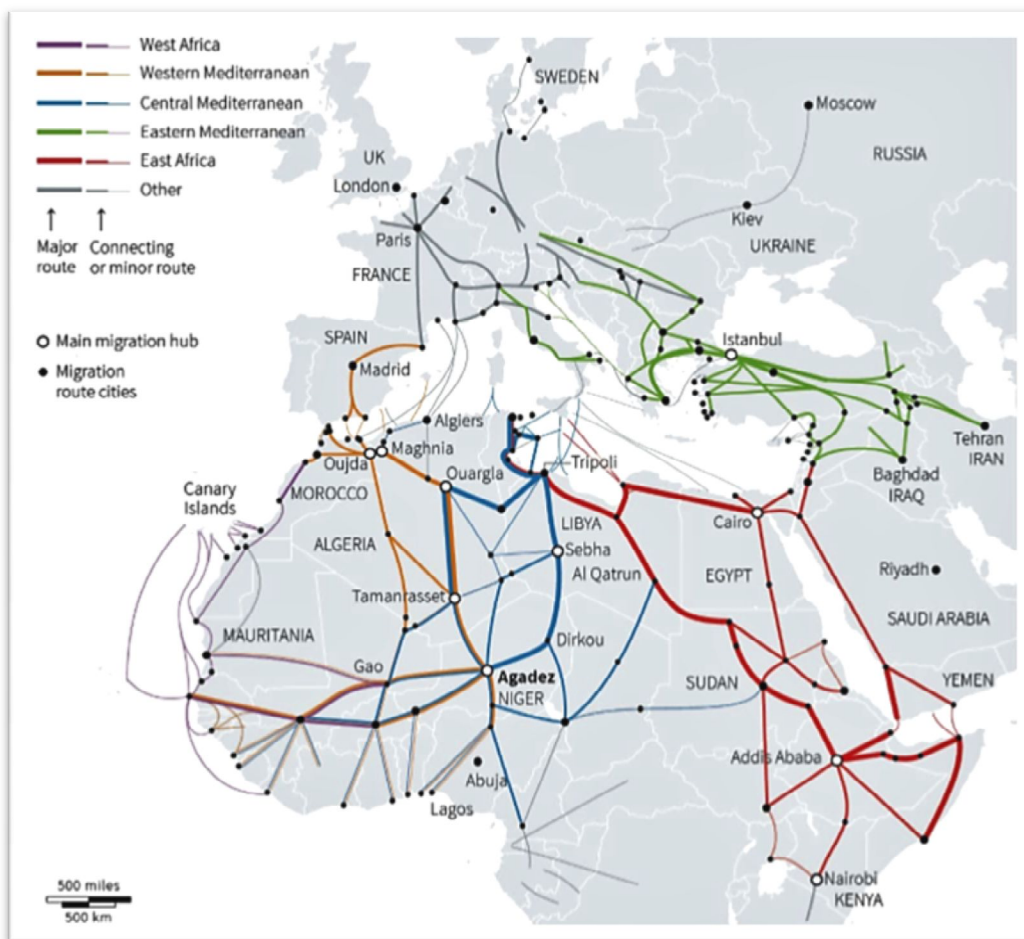 West Africa
Western Mediterranean
Central Mediterranean
Eastern Mediterranean
East Africa
Other
Major
route
Connecting
or minor route
Main migration hub
Migration
route cities
SWEDEN
Moscow
RUSSIA
UK
London
Kiev
UKRAINE
Paris
FRANCE
SPAIN
Madrid
Istanbul
Algiers
Maghnia
Oujda
Ouargla
Tripoli
Tehran
IRAN
Baghdad
IRAQ
Canary
Islands
MOROCCO
LIBYA
Cairo
ALGERIA
Sebha
Al Qatrun
EGYPT
Riyadh
Tamanrasset
SAUDI ARABIA
MAURITANIA
Dirkou
Gao
Agadez
NIGER
SUDAN
YEMEN
Addis Ababa
Abuja
Lagos
Nairobi
KENYA
500 miles
500 km